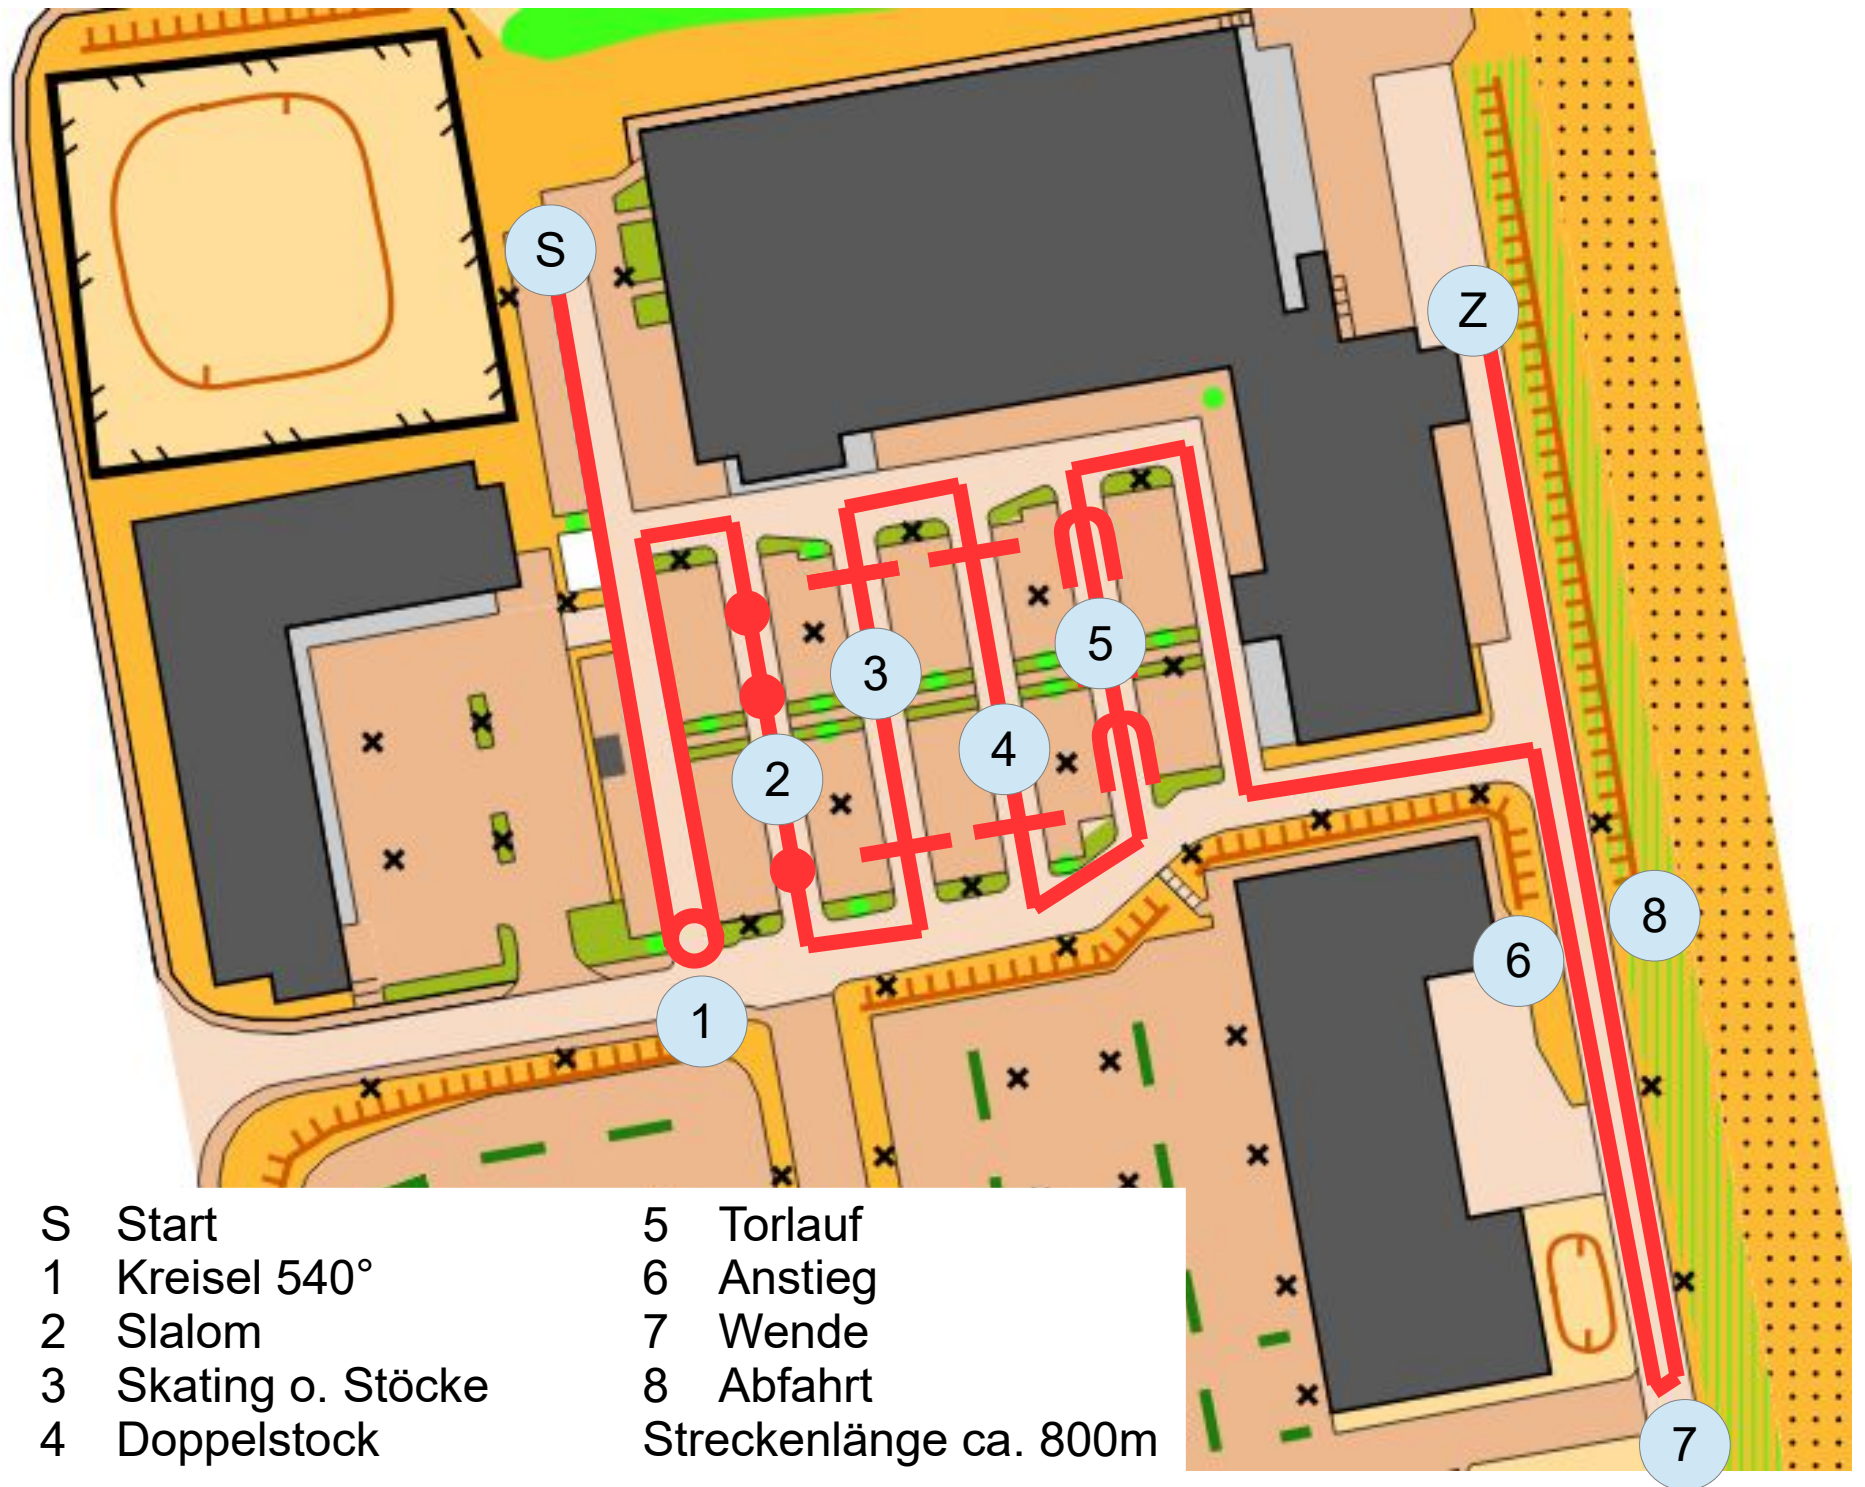 S
Z
5
3
4
2
8
6
1
7
S Start
1 Kreisel 540°
2 Slalom
3 Skating o. Stöcke
4 Doppelstock
5 Torlauf
6 Anstieg
7 Wende
8 Abfahrt
Streckenlänge ca. 800m